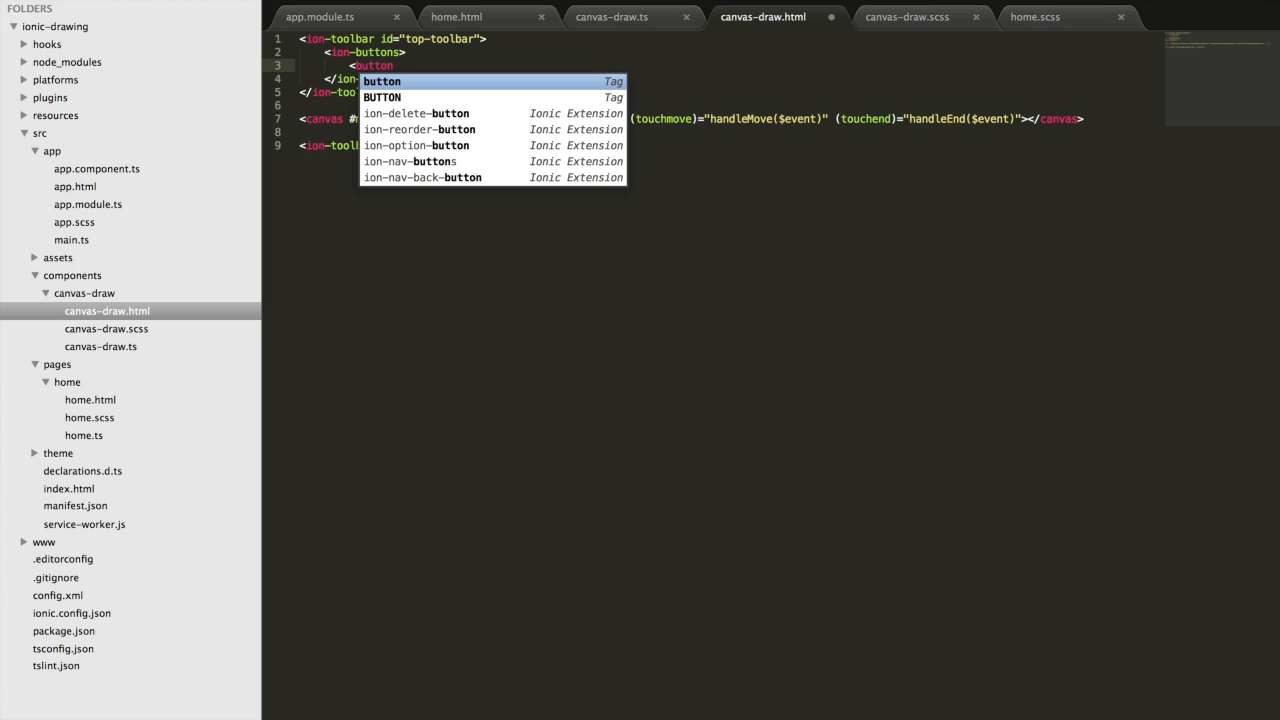 FOLDERS
ionic-drawing
hooks
node_modules
platforms
plugins
resources
src
app
app.component.ts
app.html
app.module.ts
app.scss
main.ts
assets
components
canvas-draw
canvas-draw.html
canvas-draw.scss
canvas-draw.ts
pages
home
home.html
home.scss
home.ts
theme
declarations.d.ts
index.html
manifest.json
service-worker.js
www
.editorconfig
.gitignore
config.xml
ionic.config.json
package.json
tsconfig.json
tslint.json
app.module.ts × home.html × canvas-draw.ts × canvas-draw.html canvas-draw.scss × home.scss ×
1 <ion-toolbar id="top-toolbar">
2 <ion-buttons>
3 <button
4 </ion-
5 </ion-too
6
7 <canvas # (touchmove)="handleMove($event)" (touchend)="handleEnd($event)"></canvas>
8
9 <ion-toolb
button Tag
BUTTON Tag
ion-delete-button Ionic Extension
ion-reorder-button Ionic Extension
ion-option-button Ionic Extension
ion-nav-buttons Ionic Extension
ion-nav-back-button Ionic Extension